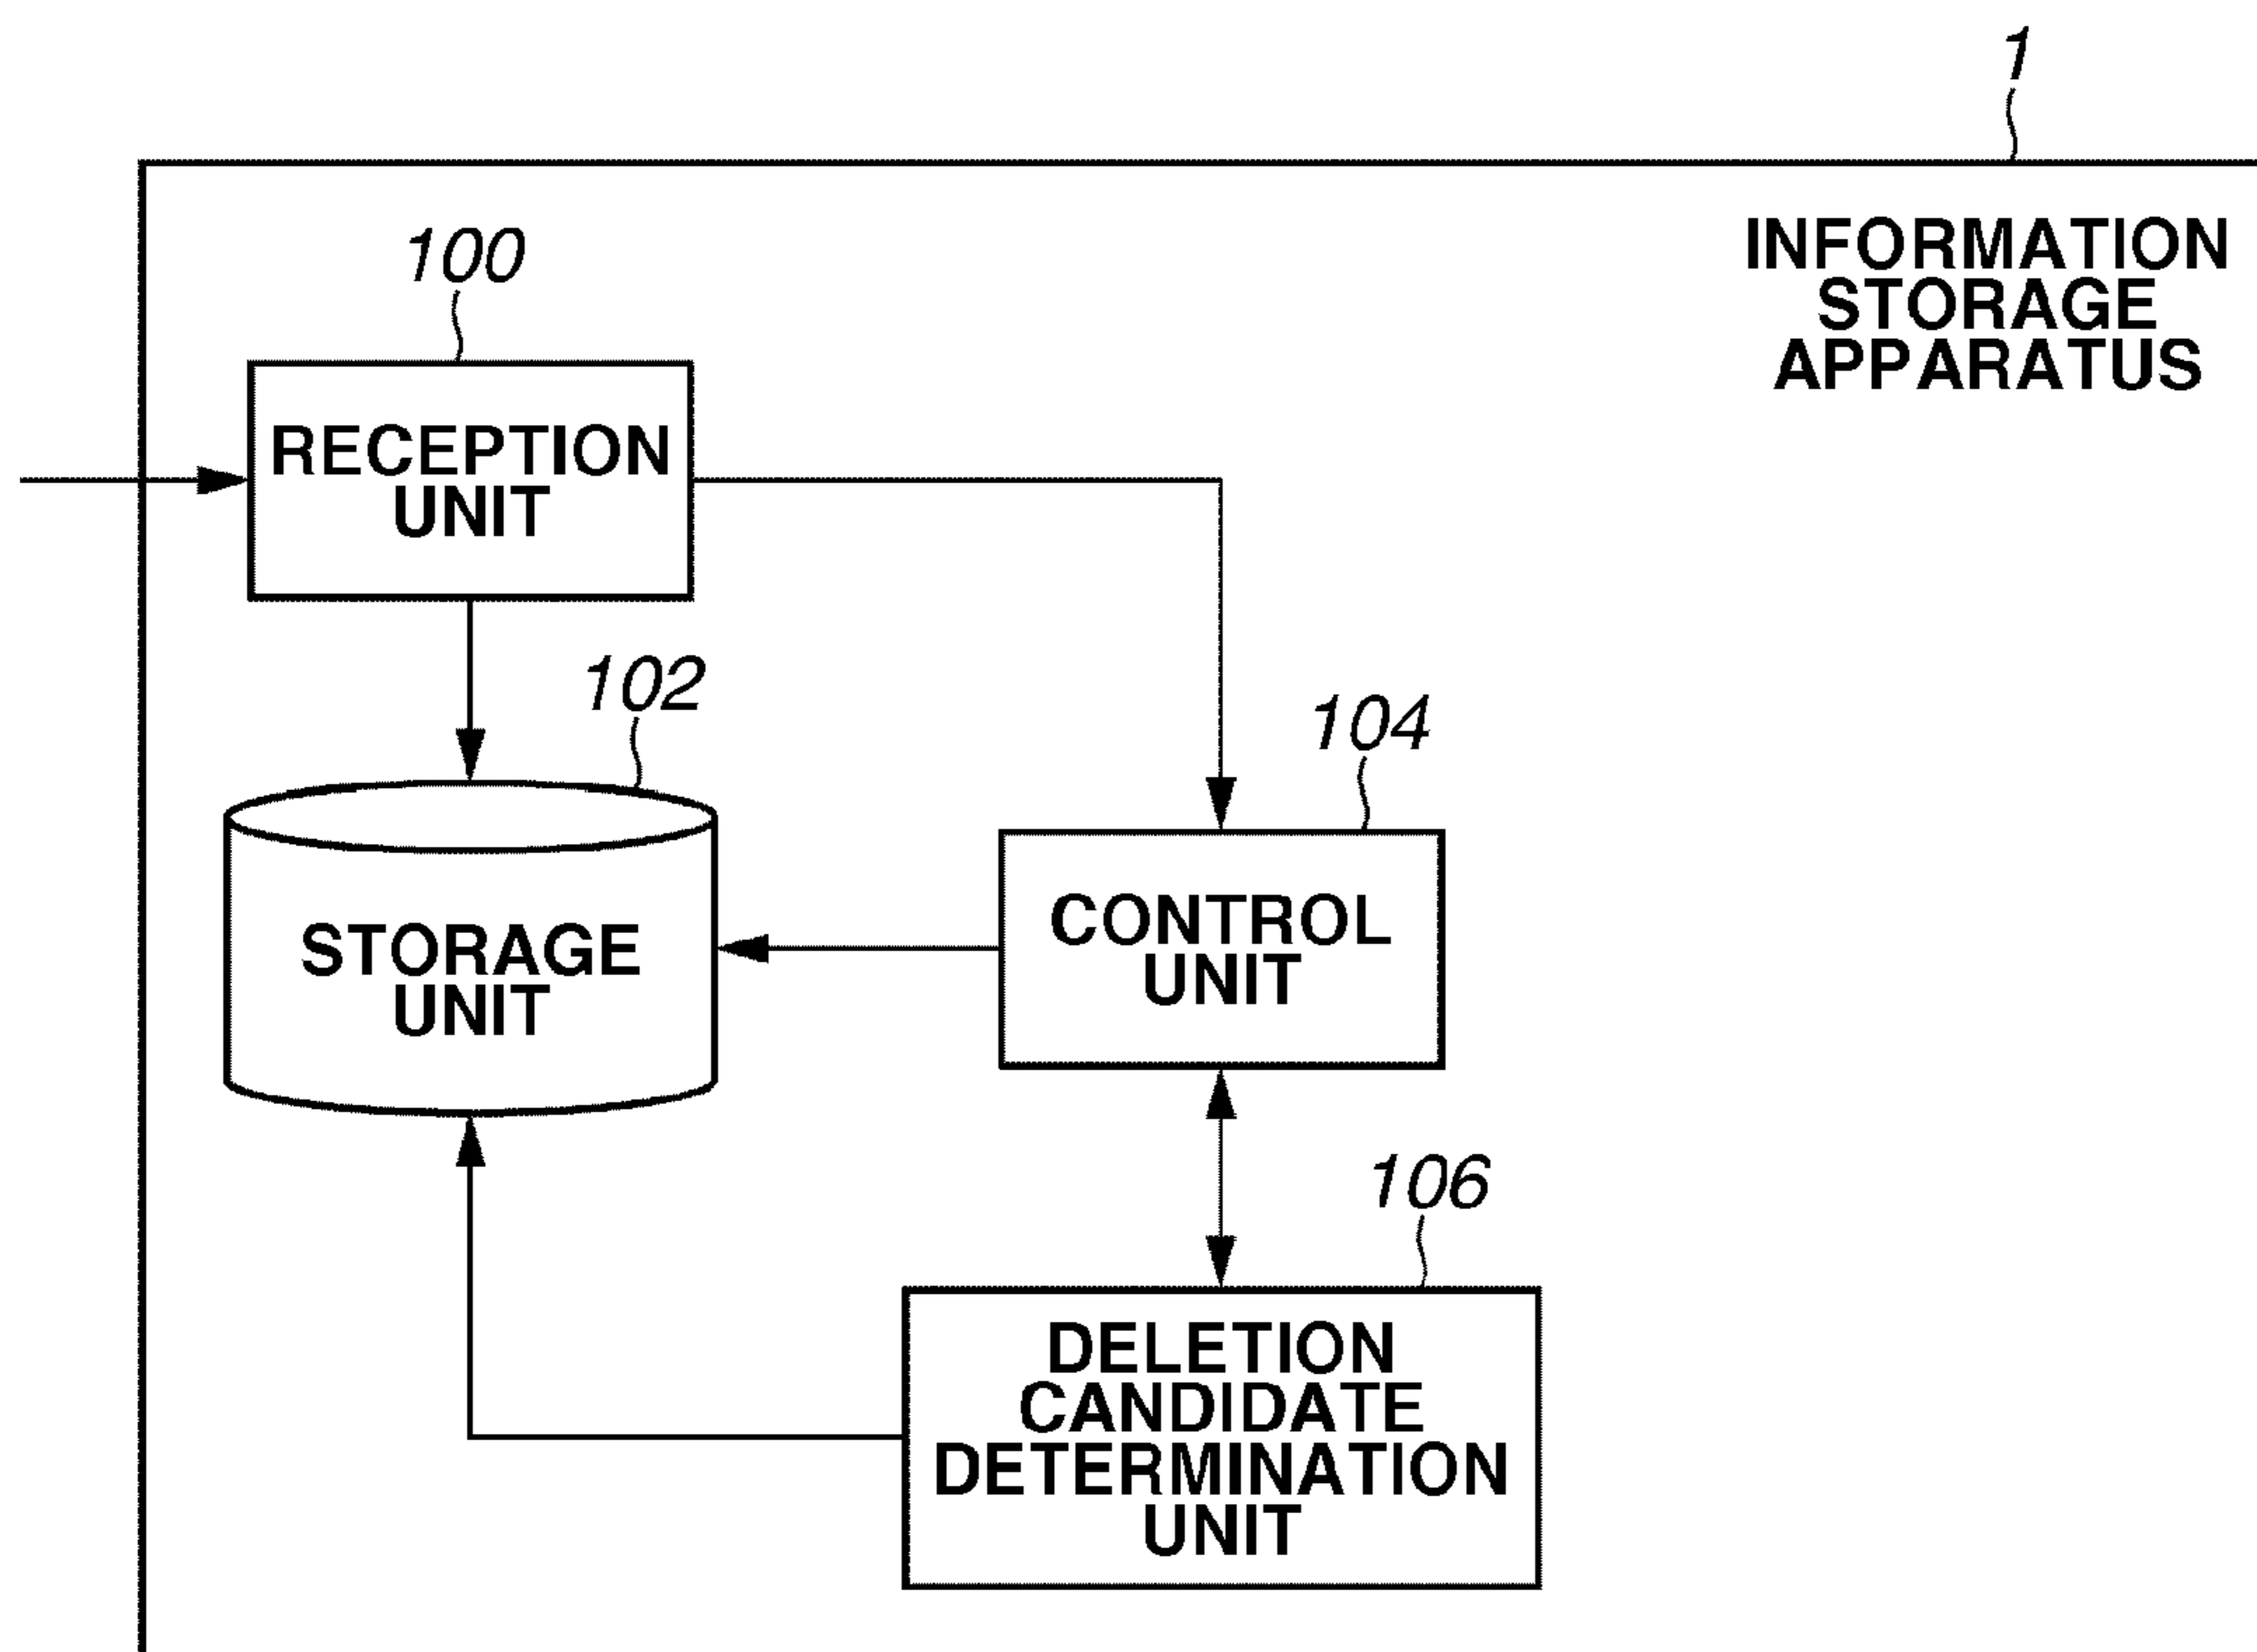 1
INFORMATION
STORAGE
APPARATUS
100
RECEPTION
UNIT
102
STORAGE
UNIT
104
CONTROL
UNIT
106
DELETION
CANDIDATE
DETERMINATION
UNIT